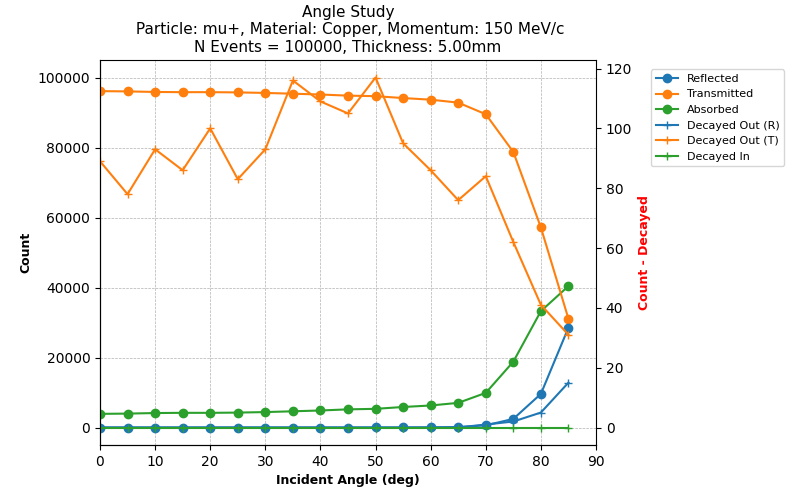 Angle Study
Particle: mu+, Material: Copper, Momentum: 150 MeV/c
N Events = 100000, Thickness: 5.00mm
100000
80000
60000
40000
20000
0
Count
0 10 20 30 40 50 60 70 80 90
Incident Angle (deg)
120
100
80
60
40
20
0
Count - Decayed
Reflected
Transmitted
Absorbed
Decayed Out (R)
Decayed Out (T)
Decayed In